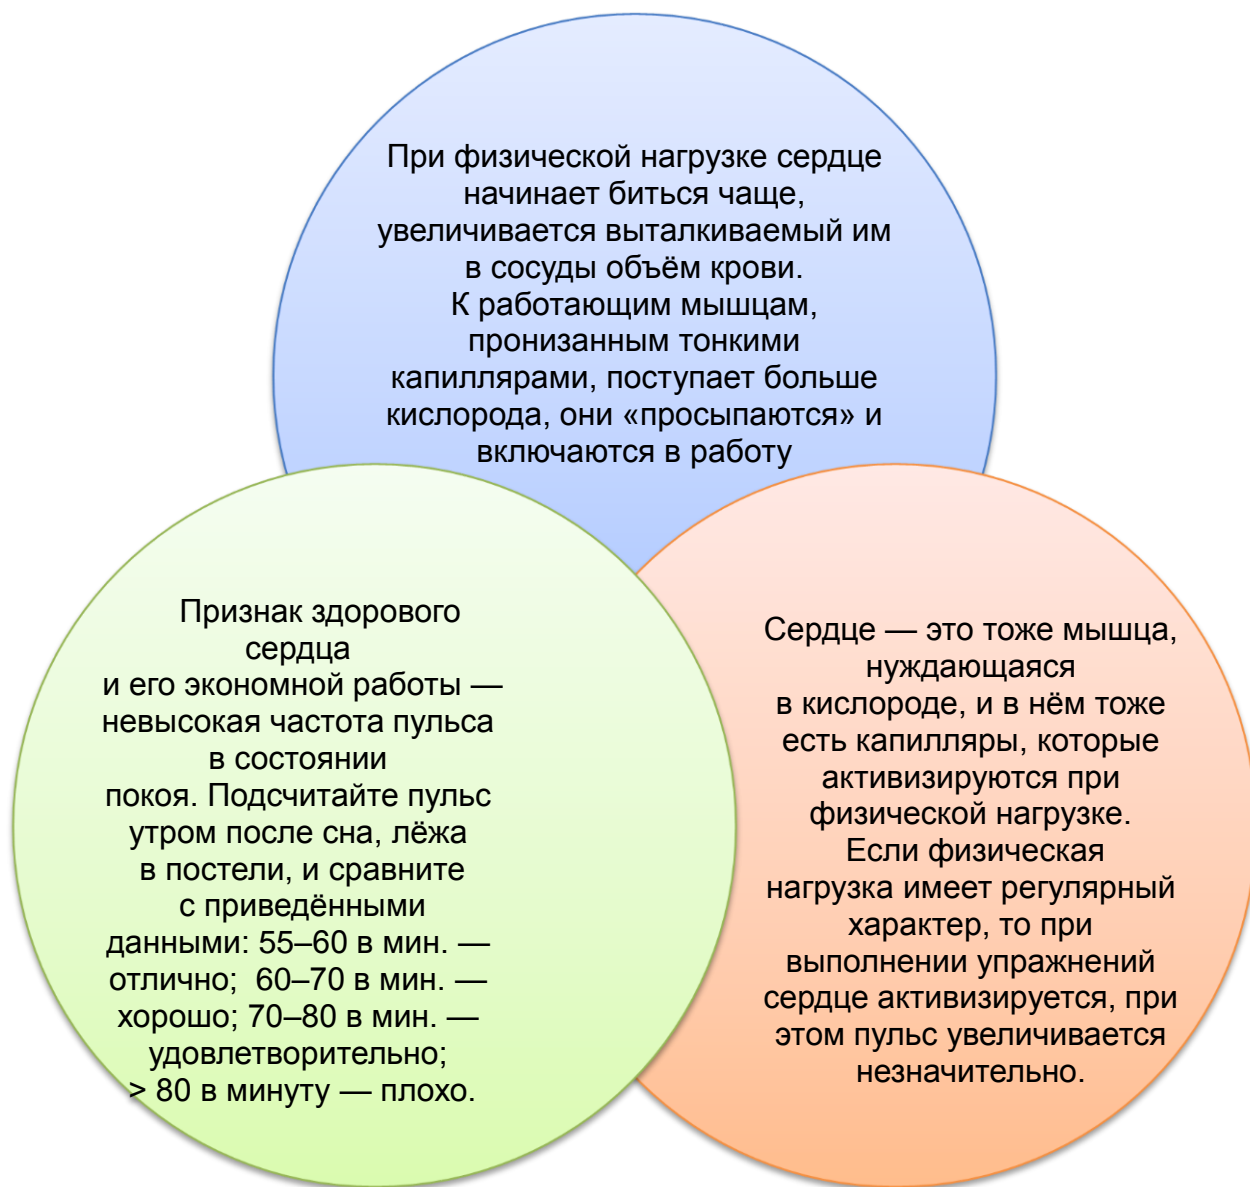 При физической нагрузке сердце
начинает биться чаще,
увеличивается выталкиваемый им
в сосуды объём крови.
К работающим мышцам,
пронизанным тонкими
капиллярами, поступает больше
кислорода, они «просыпаются» и
включаются в работу
Признак здорового
сердца
и его экономной работы —
невысокая частота пульса
в состоянии
покоя. Подсчитайте пульс
утром после сна, лёжа
в постели, и сравните
с приведёнными
данными: 55–60 в мин. —
отлично;  60–70 в мин. —
хорошо; 70–80 в мин. —
удовлетворительно;
> 80 в минуту — плохо.
Сердце — это тоже мышца,
нуждающаяся
в кислороде, и в нём тоже
есть капилляры, которые
активизируются при
физической нагрузке.
Если физическая
нагрузка имеет регулярный
характер, то при
выполнении упражнений
сердце активизируется, при
этом пульс увеличивается
незначительно.